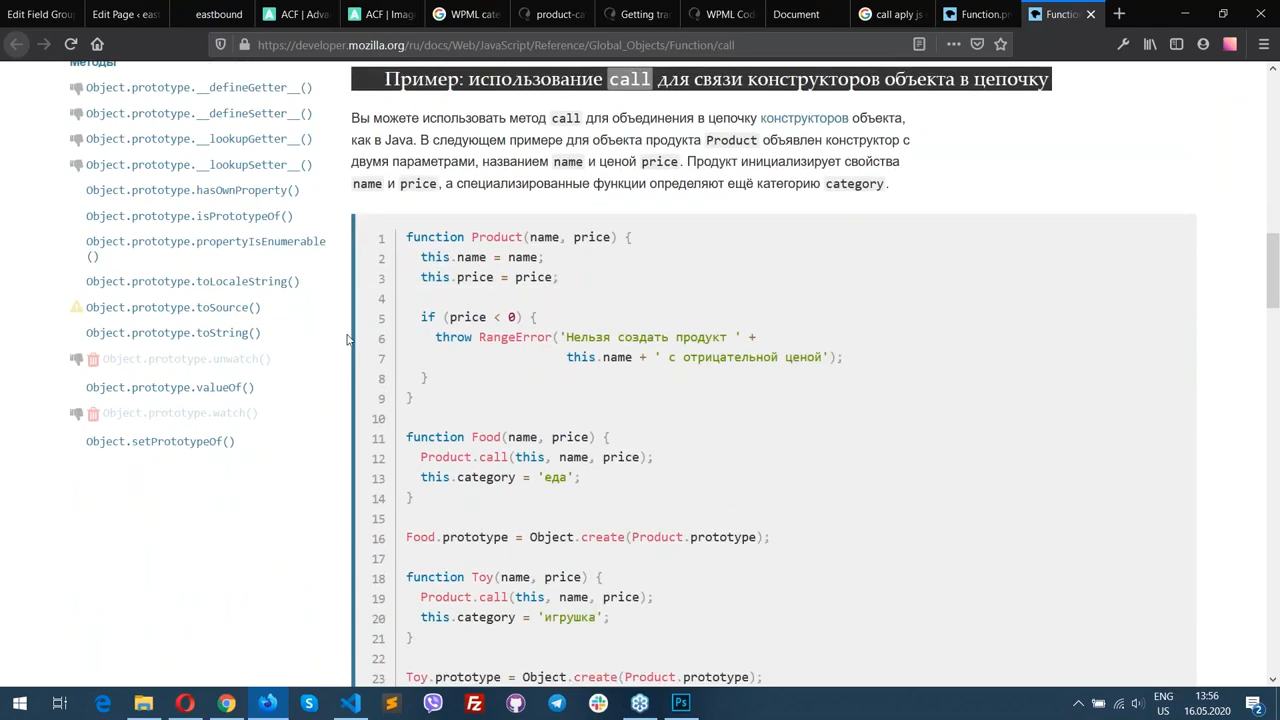 Edit Field Group
Edit Page ‹ east
eastbound
ACF | Adva
ACF | Imag
WPML cate
product-ca
Getting tra
WPML Cod
Document
call aply js
Function.pr
Function
https://developer.mozilla.org/ru/docs/Web/JavaScript/Reference/Global_Objects/Function/call
Методы
Object.prototype.__defineGetter__()
Object.prototype.__defineSetter__()
Object.prototype.__lookupGetter__()
Object.prototype.__lookupSetter__()
Object.prototype.hasOwnProperty()
Object.prototype.isPrototypeOf()
Object.prototype.propertyIsEnumerable
()
Object.prototype.toLocaleString()
Object.prototype.toSource()
Object.prototype.toString()
Object.prototype.unwatch()
Object.prototype.valueOf()
Object.prototype.watch()
Object.setPrototypeOf()
Пример: использование call для связи конструкторов объекта в цепочку
Вы можете использовать метод call для объединения в цепочку конструкторов объекта,
как в Java. В следующем примере для объекта продукта Product объявлен конструктор с
двумя параметрами, названием name и ценой price. Продукт инициализирует свойства
name и price, а специализированные функции определяют ещё категорию category.
1 function Product(name, price) {
2 this.name = name;
3 this.price = price;
4
5 if (price < 0) {
6 throw RangeError('Нельзя создать продукт ' +
7 this.name + ' с отрицательной ценой');
8 }
9 }
10
11 function Food(name, price) {
12 Product.call(this, name, price);
13 this.category = 'еда';
14 }
15
16 Food.prototype = Object.create(Product.prototype);
17
18 function Toy(name, price) {
19 Product.call(this, name, price);
20 this.category = 'игрушка';
21 }
22
23 Toy.prototype = Object.create(Product.prototype);
ENG
US
13:56
16.05.2020
2